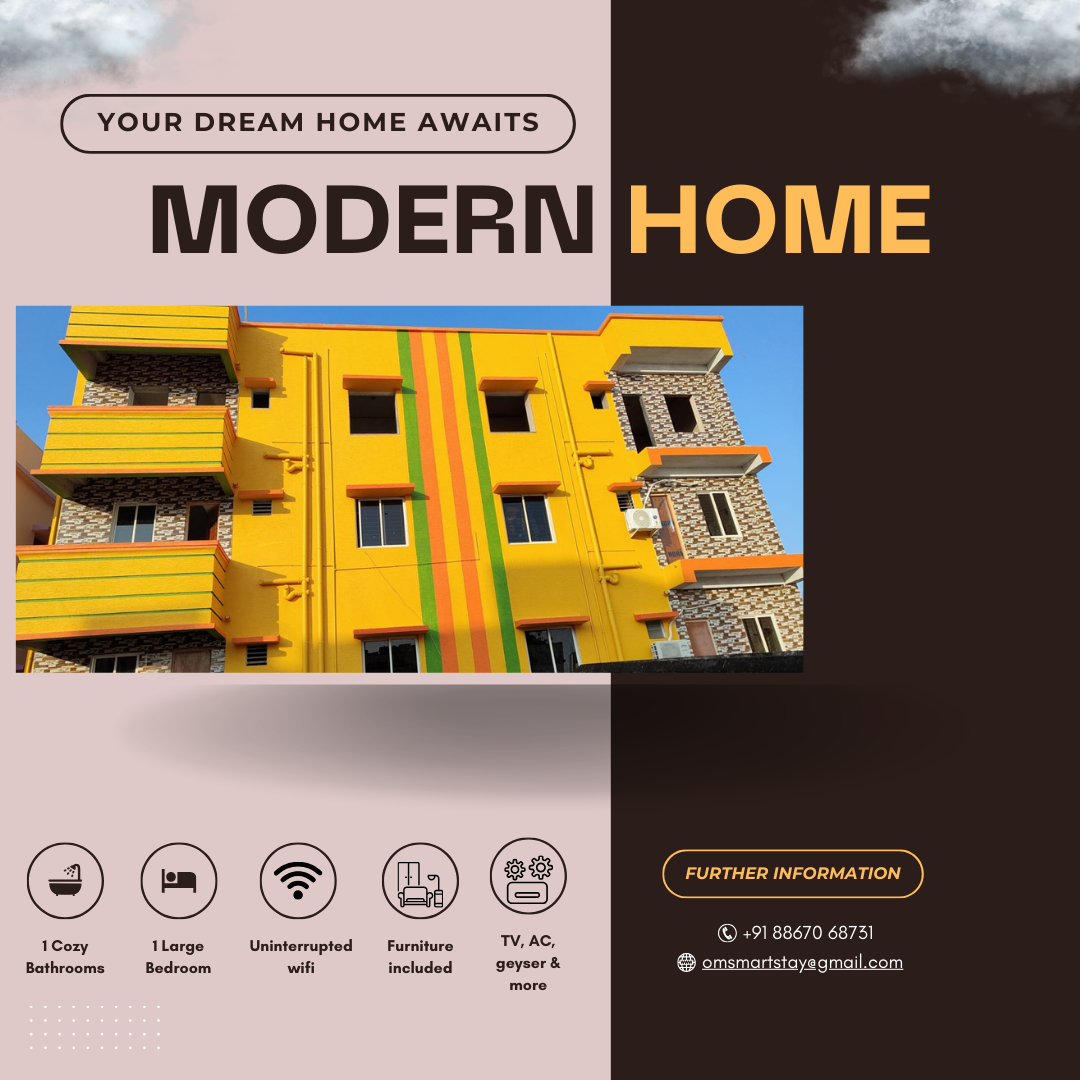 YOUR DREAM HOME AWAITS
MODERN HOME
1 Cozy
Bathrooms
1 Large
Bedroom
Uninterrupted
wifi
Furniture
included
TV, AC,
geyser &
more
FURTHER INFORMATION
+91 88670 68731
omsmartstay@gmail.com